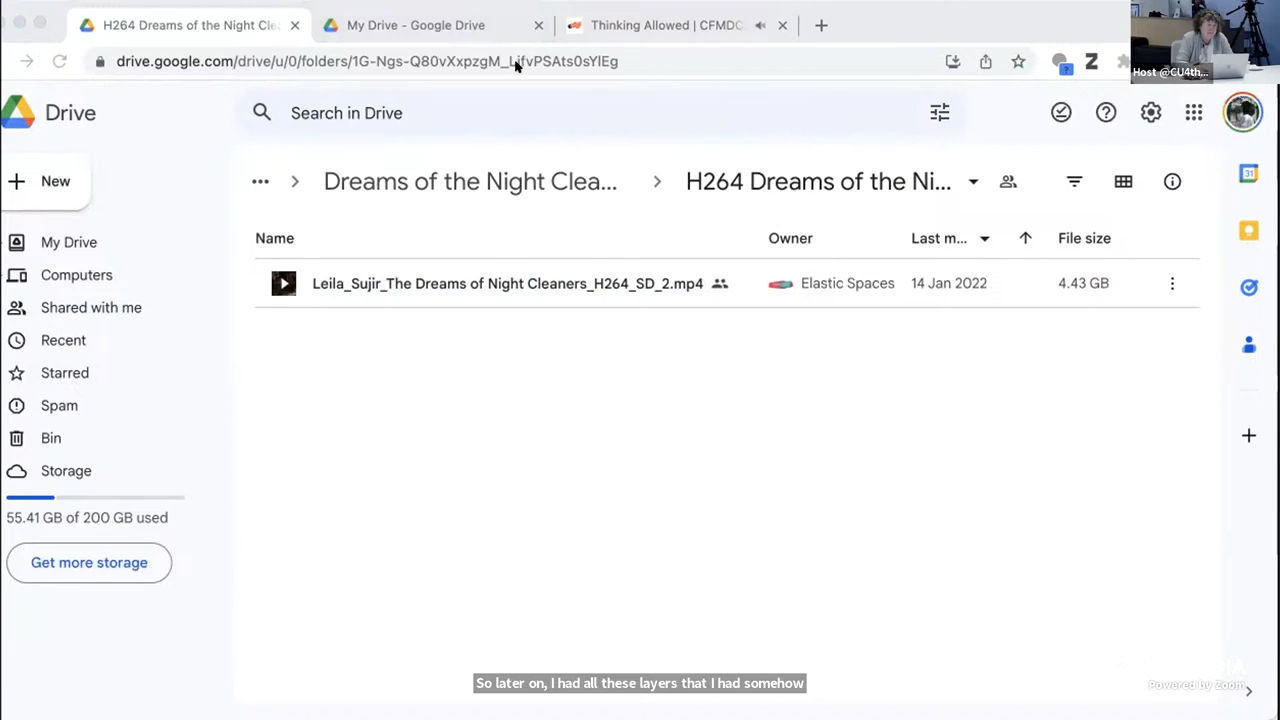 H264 Dreams of the Night Cle
My Drive - Google Drive
Thinking Allowed | CFMDC
drive.google.com/drive/u/0/folders/1G-Ngs-Q80vXxpzgM_LjfvPSAts0sYlEg
Z
Host @CU4th...
Drive
Search in Drive
New
Dreams of the Night Clea...
H264 Dreams of the Ni...
31
My Drive
Computers
Shared with me
Recent
Starred
Spam
Bin
Storage
55.41 GB of 200 GB used
Get more storage
Name
Owner
Last m...
File size
Leila_Sujir_The Dreams of Night Cleaners_H264_SD_2.mp4
Elastic Spaces
14 Jan 2022
4.43 GB
So later on, I had all these layers that I had somehow
Powered by Zoom